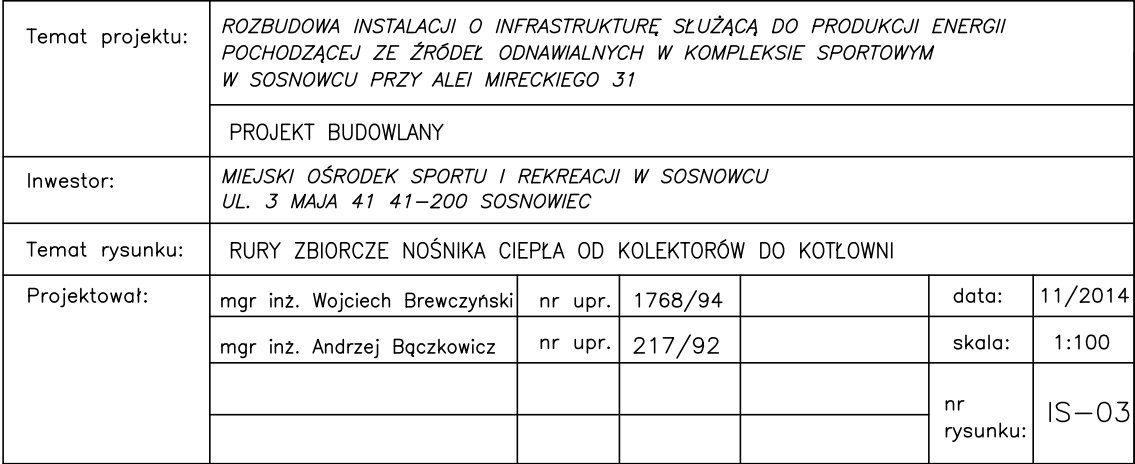 Temat projektu:
ROZBUDOWA INSTALACJI O INFRASTRUKTURĘ SŁUŻĄCĄ DO PRODUKCJI ENERGII
POCHODZĄCEJ ZE ŹRÓDEŁ ODNAWIALNYCH W KOMPLEKSIE SPORTOWYM
W SOSNOWCU PRZY ALEI MIRECKIEGO 31
PROJEKT BUDOWLANY
Inwestor:
MIEJSKI OŚRODEK SPORTU I REKREACJI W SOSNOWCU
UL. 3 MAJA 41 41-200 SOSNOWIEC
Temat rysunku: RURY ZBIORCZE NOŚNIKA CIEPŁA OD KOLEKTORÓW DO KOTŁOWNI
Projektował: mgr inż. Wojciech Brewczyński nr upr. 1768/94 data: 11/2014
mgr inż. Andrzej Bączkowicz nr upr. 217/92 skala: 1:100
nr
rysunku: IS-03